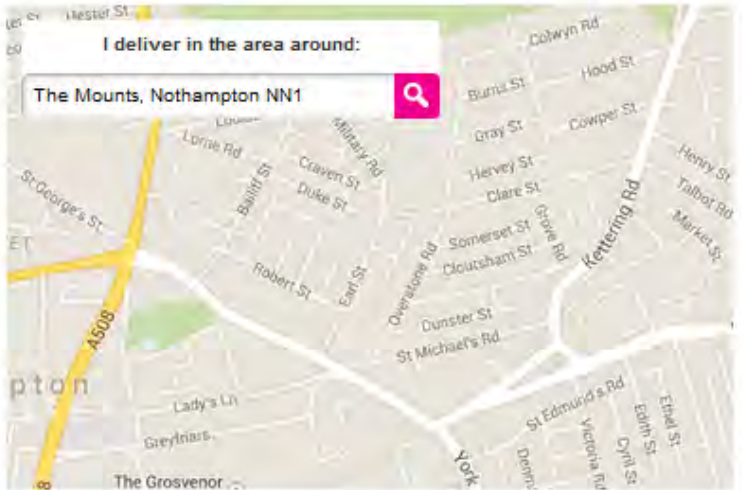 Hester St
I deliver in the area around:
The Mounts, Nothampton NN1
Colwyn Rd
Hood St
Burns St
Cowper St
Gray St
Military Rd
Lorne Rd
Craven St
Duke St
Bailiff St
Hervey St
Clare St
Henry St
Talbot Rd
Market St
St George's St
Somerset St
Grove Rd
Kettering Rd
Cloutsham St
Overstone Rd
Robert St
Earl St
Dunster St
St Michael's Rd
A508
pton
Lady's Ln
Greyfriars
St Edmund's Rd
Ethel St
Edith St
Cyril St
Victoria Rd
York
The Grosvenor